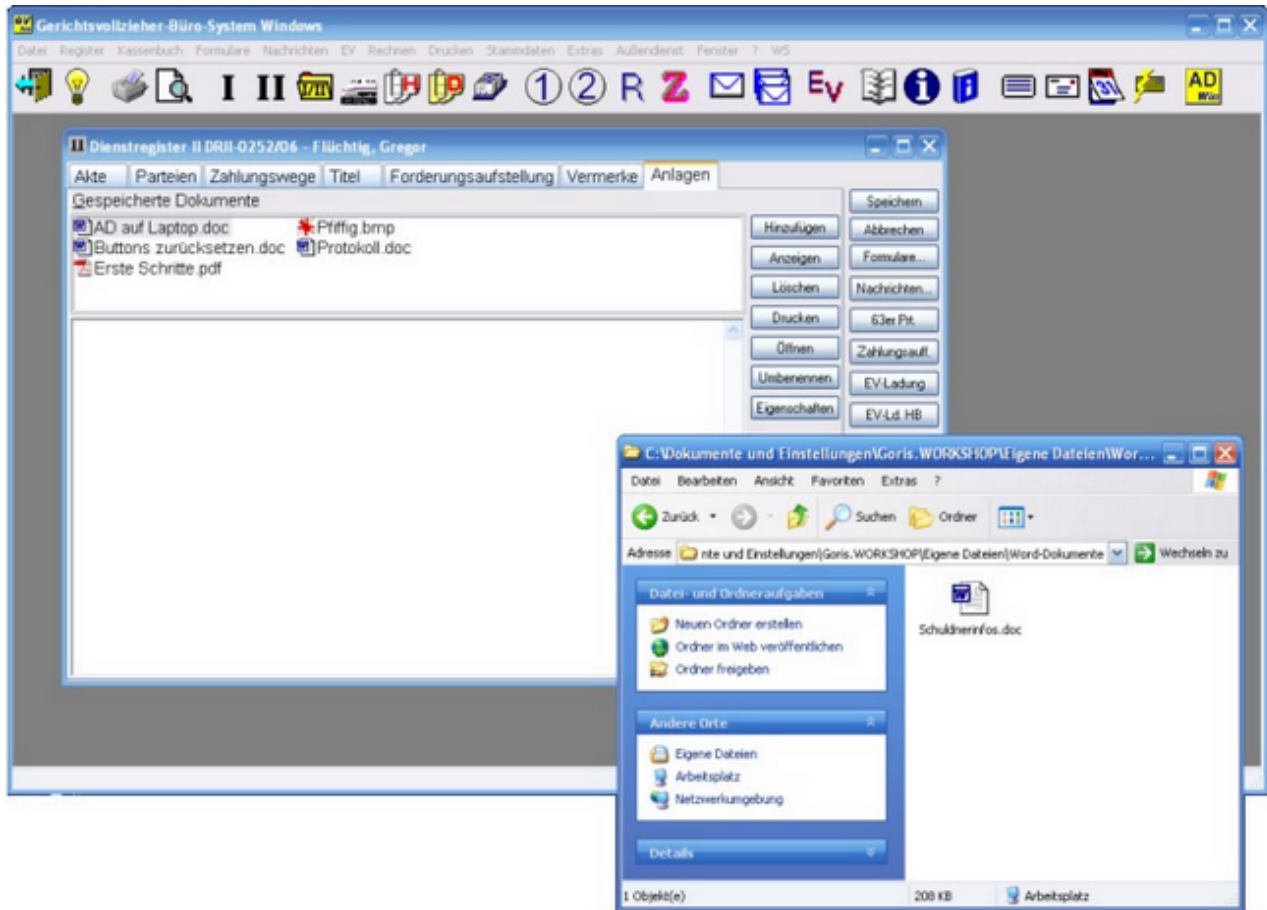 Gerichtsvollzieher-Büro-System Windows
Datei Register Kassenbuch Formulare Nachrichten EV Rechnen Drucken Stammdaten Extras Außendienst Fenster ? WS
I II 1 2 R Z EV i 31 AD Win
II Dienstregister II DRII-0252/06 - Flüchtig, Gregor
Akte Parteien Zahlungswege Titel Forderungsaufstellung Vermerke Anlagen
Gespeicherte Dokumente
AD auf Laptop.doc Pfiffig.bmp
Buttons zurücksetzen.doc Protokoll.doc
Erste Schritte.pdf
Hinzufügen
Anzeigen
Löschen
Drucken
Öffnen
Umbenennen
Eigenschaften
Speichern
Abbrechen
Formulare...
Nachrichten...
63er Prt.
Zahlungsauff.
EV-Ladung
EV-Ld. HB
C:\Dokumente und Einstellungen\Goris.WORKSHOP\Eigene Dateien\Wor...
Datei Bearbeiten Ansicht Favoriten Extras ?
Zurück Suchen Ordner
Adresse nte und Einstellungen\Goris.WORKSHOP\Eigene Dateien\Word-Dokumente Wechseln zu
Datei- und Ordneraufgaben
Neuen Ordner erstellen
Ordner im Web veröffentlichen
Ordner freigeben
Andere Orte
Eigene Dateien
Arbeitsplatz
Netzwerkumgebung
Details
Schuldnerinfos.doc
1 Objekt(e) 208 KB Arbeitsplatz